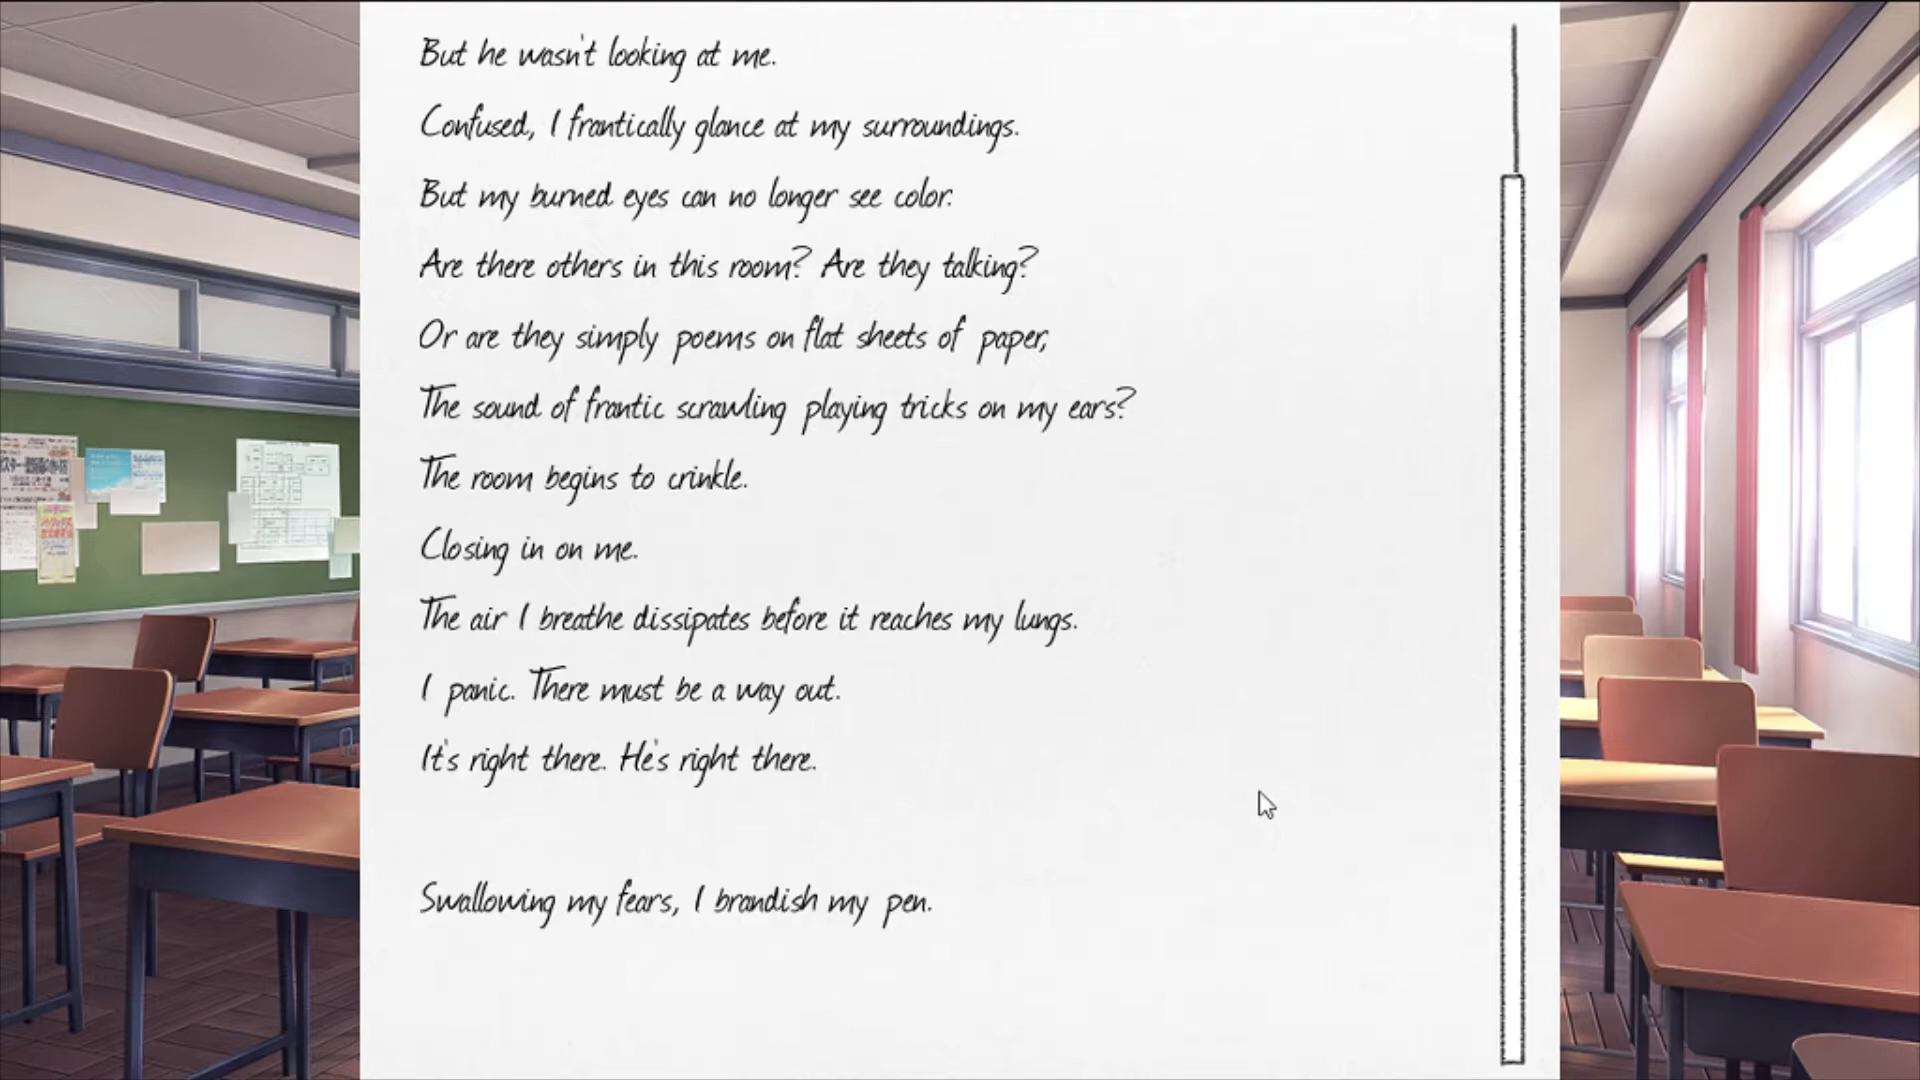 But he wasn't looking at me.
Confused, I frantically glance at my surroundings.
But my burned eyes can no longer see color.
Are there others in this room? Are they talking?
Or are they simply poems on flat sheets of paper,
The sound of frantic scrawling playing tricks on my ears?
The room begins to crinkle.
Closing in on me.
The air I breathe dissipates before it reaches my lungs.
I panic. There must be a way out.
It's right there. He's right there.
Swallowing my fears, I brandish my pen.